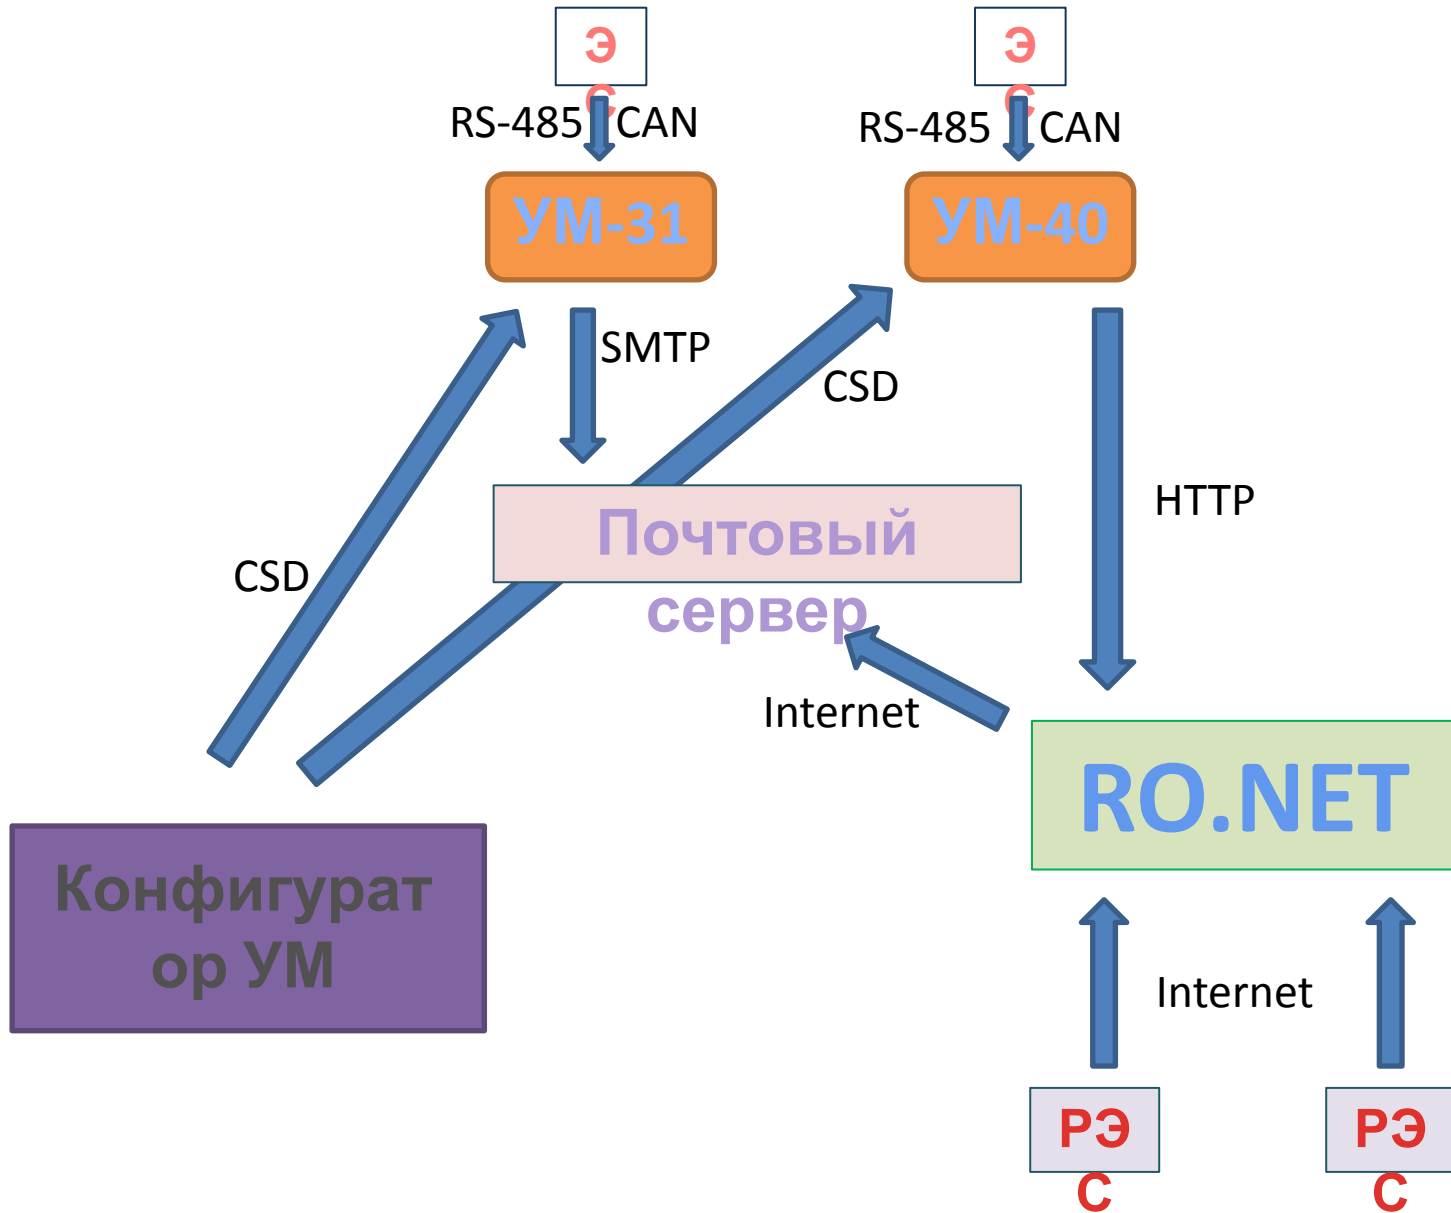 Э
С
Э
С
RS-485
CAN
RS-485
CAN
УМ-31
УМ-40
SMTP
CSD
HTTP
Почтовый
сервер
CSD
Internet
RO.NET
Конфигурат
ор УМ
Internet
РЭ
С
РЭ
С